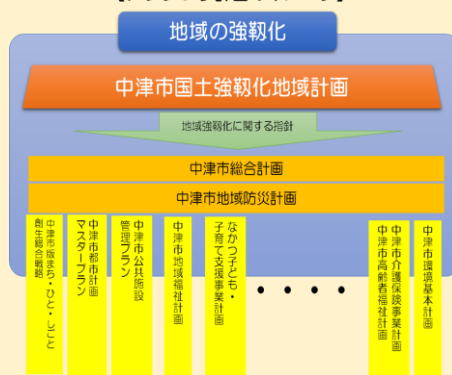 地域の強靱化
中津市国土強靱化地域計画
地域強靱化に関する指針
中津市総合計画
中津市地域防災計画
中津市版まち・ひと・しごと
創生総合戦略
中津市都市計画
マスタープラン
中津市公共施設
管理プラン
中津市地域福祉計画
なかつ子ども・
子育て支援事業計画
・・・・
中津市介護保険事業計画
中津市高齢者福祉計画
中津市環境基本計画